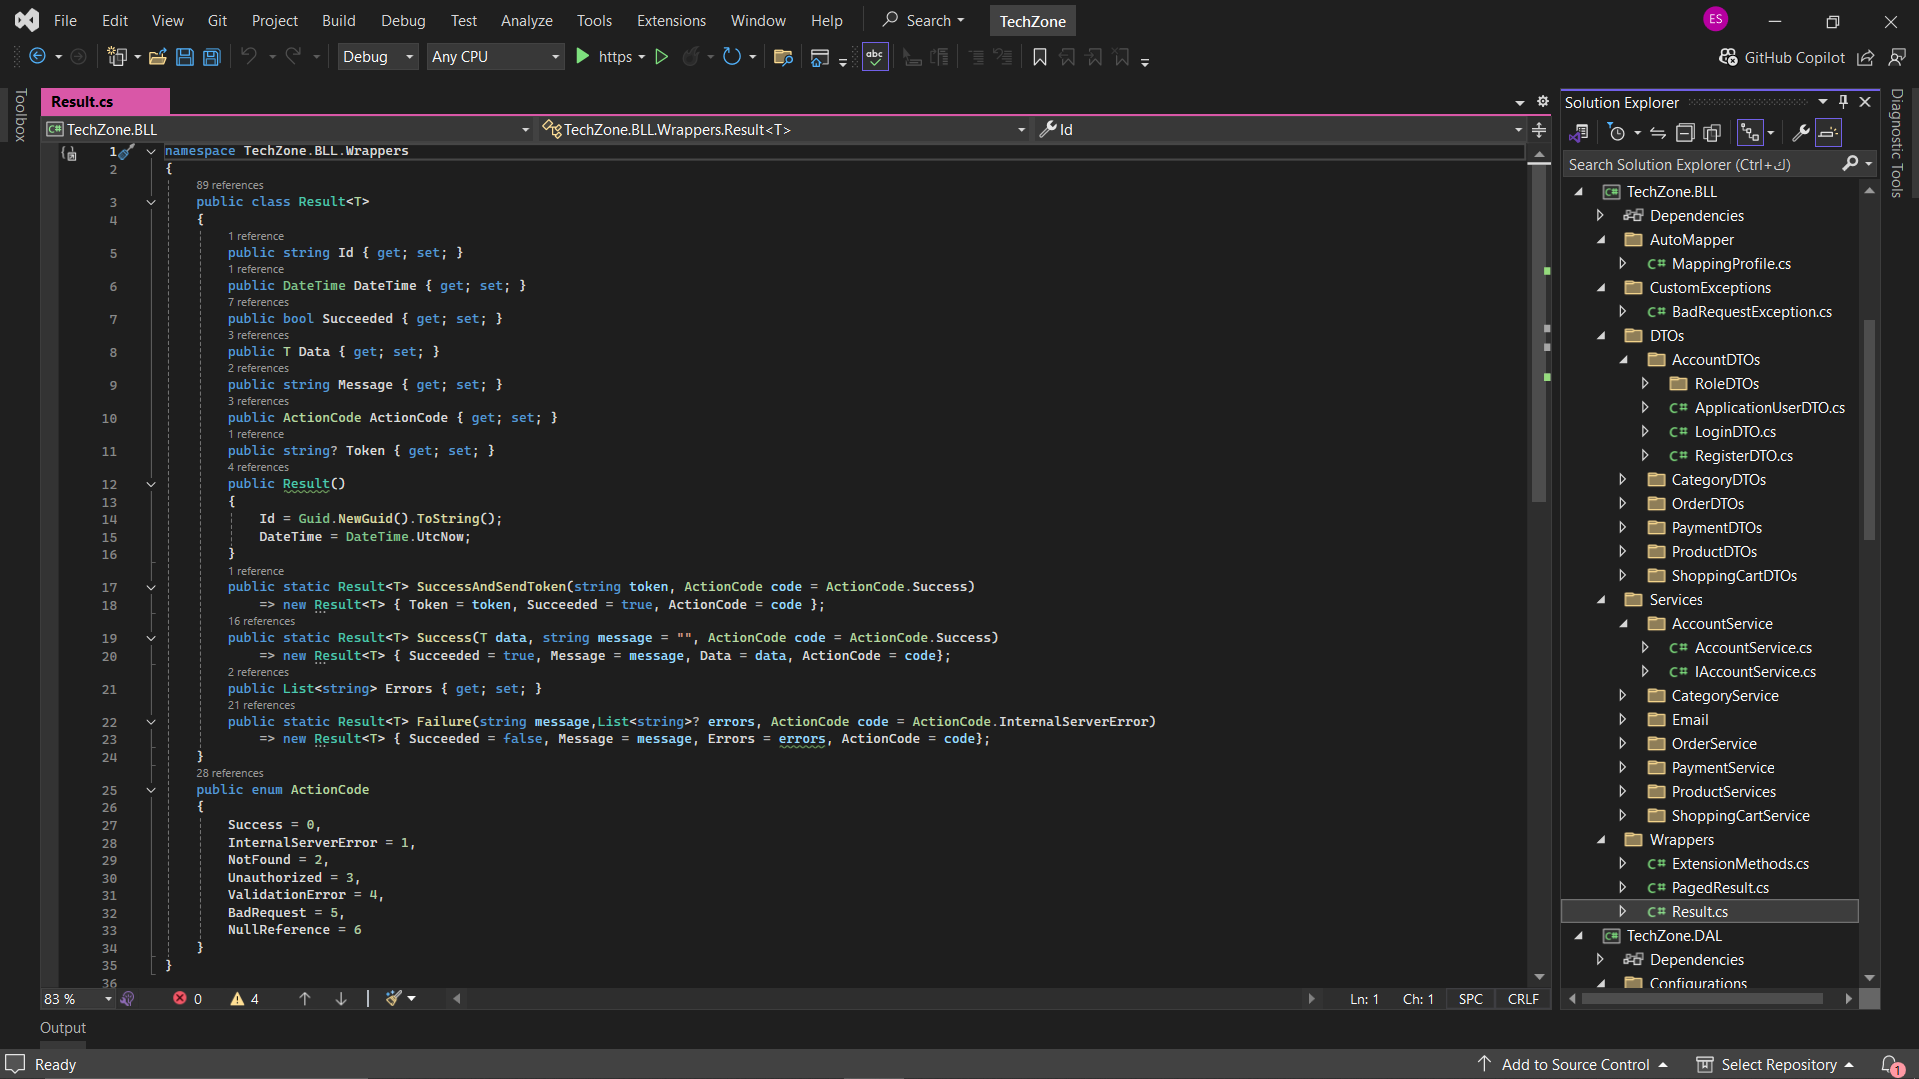 File Edit View Git Project Build Debug Test Analyze Tools Extensions Window Help Search TechZone ES
Debug Any CPU https abc GitHub Copilot
Toolbox
Result.cs
TechZone.BLL TechZone.BLL.Wrappers.Result<T> Id
1 namespace TechZone.BLL.Wrappers
2 {
89 references
3 public class Result<T>
4 {
1 reference
5 public string Id { get; set; }
1 reference
6 public DateTime DateTime { get; set; }
7 references
7 public bool Succeeded { get; set; }
3 references
8 public T Data { get; set; }
2 references
9 public string Message { get; set; }
3 references
10 public ActionCode ActionCode { get; set; }
1 reference
11 public string? Token { get; set; }
4 references
12 public Result()
13 {
14 Id = Guid.NewGuid().ToString();
15 DateTime = DateTime.UtcNow;
16 }
1 reference
17 public static Result<T> SuccessAndSendToken(string token, ActionCode code = ActionCode.Success)
18 => new Result<T> { Token = token, Succeeded = true, ActionCode = code };
16 references
19 public static Result<T> Success(T data, string message = "", ActionCode code = ActionCode.Success)
20 => new Result<T> { Succeeded = true, Message = message, Data = data, ActionCode = code};
2 references
21 public List<string> Errors { get; set; }
21 references
22 public static Result<T> Failure(string message,List<string>? errors, ActionCode code = ActionCode.InternalServerError)
23 => new Result<T> { Succeeded = false, Message = message, Errors = errors, ActionCode = code};
24 }
28 references
25 public enum ActionCode
26 {
27 Success = 0,
28 InternalServerError = 1,
29 NotFound = 2,
30 Unauthorized = 3,
31 ValidationError = 4,
32 BadRequest = 5,
33 NullReference = 6
34 }
35 }
36
83 % 0 4 Ln: 1 Ch: 1 SPC CRLF
Solution Explorer
Search Solution Explorer (Ctrl+ك)
TechZone.BLL
Dependencies
AutoMapper
C# MappingProfile.cs
CustomExceptions
C# BadRequestException.cs
DTOs
AccountDTOs
RoleDTOs
C# ApplicationUserDTO.cs
C# LoginDTO.cs
C# RegisterDTO.cs
CategoryDTOs
OrderDTOs
PaymentDTOs
ProductDTOs
ShoppingCartDTOs
Services
AccountService
C# AccountService.cs
C# IAccountService.cs
CategoryService
Email
OrderService
PaymentService
ProductServices
ShoppingCartService
Wrappers
C# ExtensionMethods.cs
C# PagedResult.cs
C# Result.cs
TechZone.DAL
Dependencies
Configurations
Diagnostic Tools
Output
Ready Add to Source Control Select Repository 1